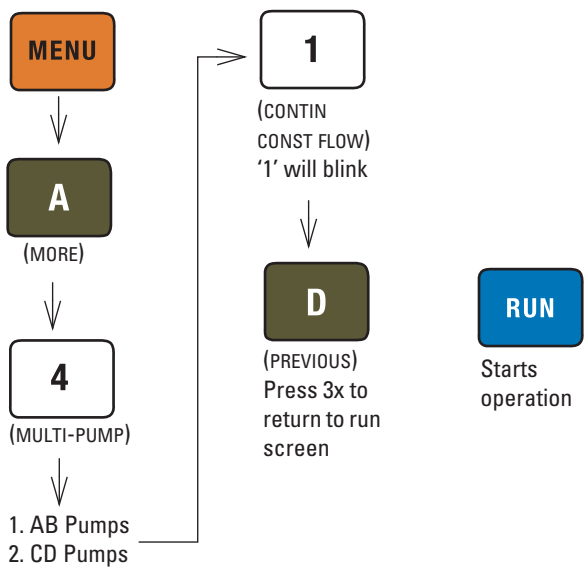 MENU
A
(MORE)
4
(MULTI-PUMP)
1. AB Pumps
2. CD Pumps
1
(CONTIN
CONST FLOW)
‘1’ will blink
D
(PREVIOUS)
Press 3x to
return to run
screen
RUN
Starts
operation